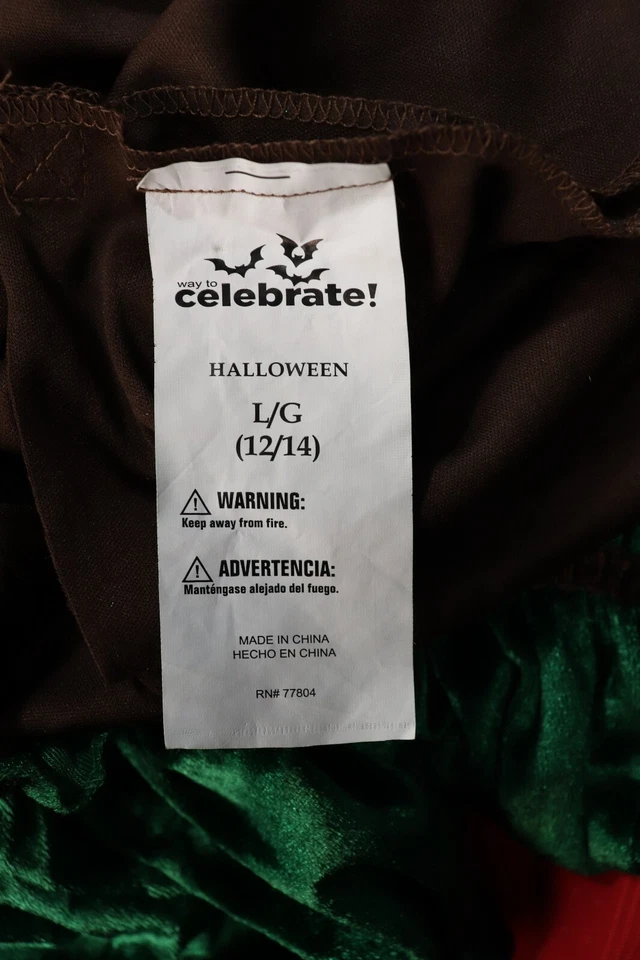 way to
celebrate!
HALLOWEEN
L/G
(12/14)
WARNING:
Keep away from fire.
ADVERTENCIA:
Manténgase alejado del fuego.
MADE IN CHINA
HECHO EN CHINA
RN# 77804